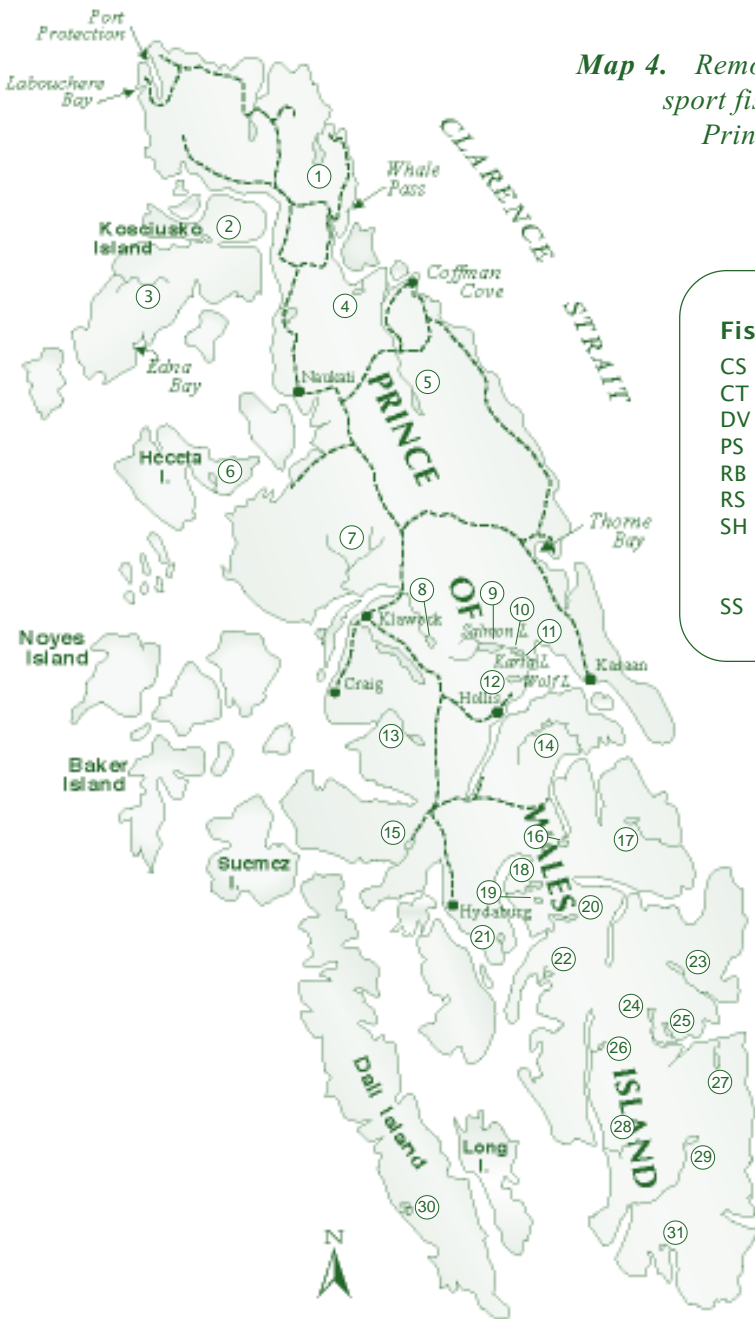 Port
Protection
Labouchere
Bay
Map 4. Remo
sport fis
Prin
CLARENCE STRAIT
Whale
Pass
1
2
Kosciusko
Island
3
Edna
Bay
4
Coffman
Cove
Naukati
5
PRINCE
Fis
CS
CT
DV
PS
RB
RS
SH
SS
Heceta
I.
6
7
Thorne
Bay
8
OF
9
10
11
Klawock
Salmon L.
Karta L.
12
Wolf L.
Kasaan
Noyes
Island
Craig
Hollis
13
14
Baker
Island
15
WALES
16
17
Suemez
I.
18
19
Hydaburg
20
21
22
23
24
25
26
27
ISLAND
28
29
Dall Island
Long
I.
30
31
N